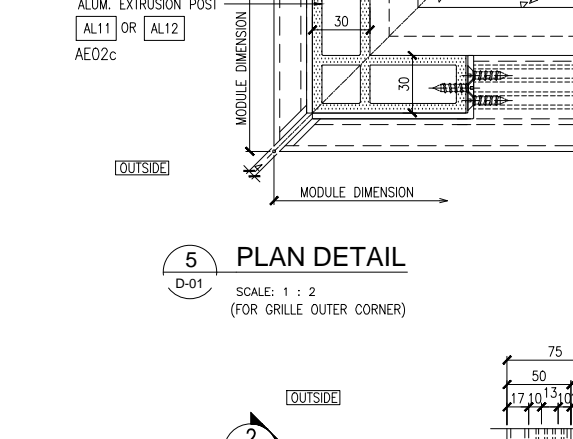 ALUM. EXTRUSION POST
AL11 OR AL12
AE02c
MODULE DIMENSION
30
30
OUTSIDE
MODULE DIMENSION
5
D-01
PLAN DETAIL
SCALE: 1 : 2
(FOR GRILLE OUTER CORNER)
75
50
17 10 13 10
OUTSIDE
2